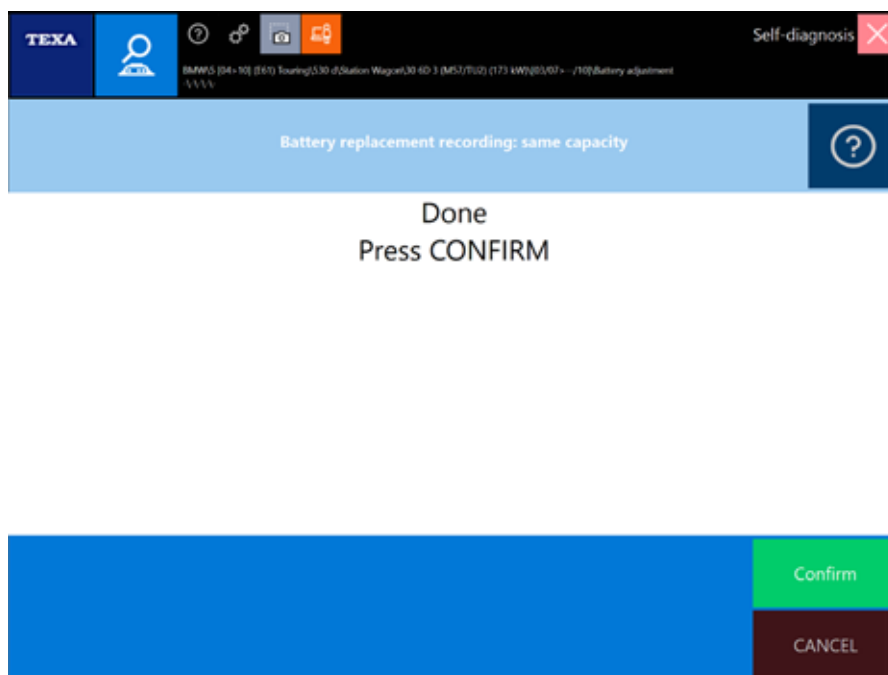 TEXA
Self-diagnosis
BMW\5 [04>10] (E61) Touring\530 d\Station Wagon\30 6D 3 (M57/TU2) (173 kW)\[03/07>--/10]\Battery adjustment
Battery replacement recording: same capacity
Done
Press CONFIRM
Confirm
CANCEL